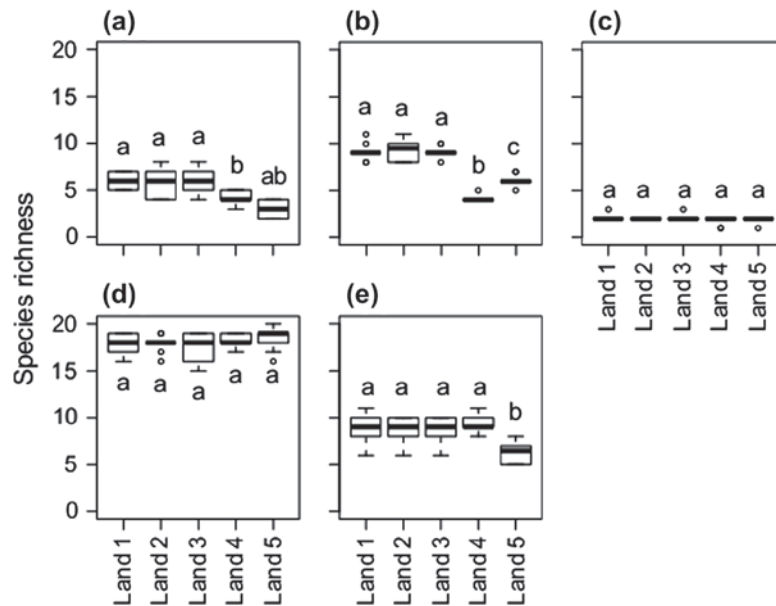 (a) (b) (c)
Species richness
20
15
10
5
0
a a a b ab
a a a b c
a a a a a
Land 1
Land 2
Land 3
Land 4
Land 5
(d) (e)
20
15
10
5
0
a a a a a
a a a a b
Land 1
Land 2
Land 3
Land 4
Land 5
Land 1
Land 2
Land 3
Land 4
Land 5